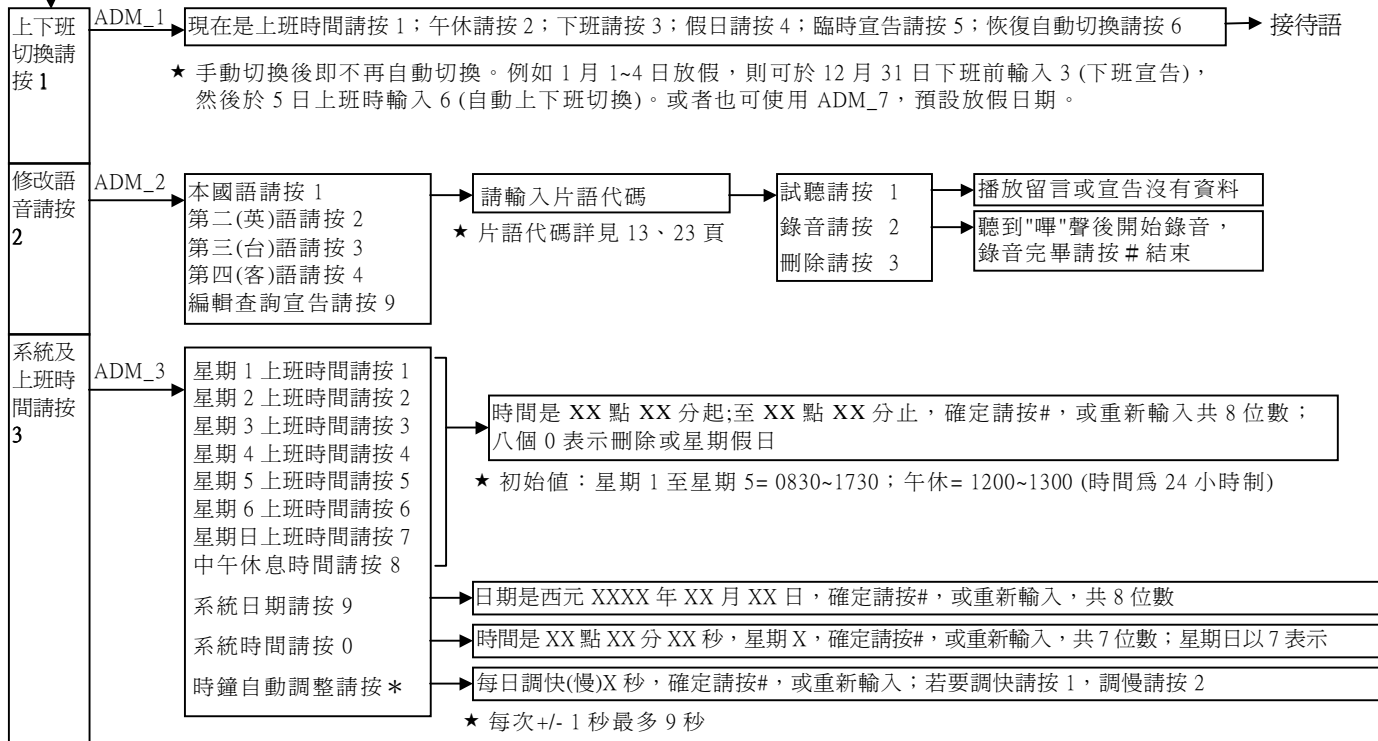 上下班
切換請
按 1
ADM_1
現在是上班時間請按 1；午休請按 2；下班請按 3；假日請按 4；臨時宣告請按 5；恢復自動切換請按 6
接待語
★ 手動切換後即不再自動切換。例如 1 月 1~4 日放假，則可於 12 月 31 日下班前輸入 3 (下班宣告)，
然後於 5 日上班時輸入 6 (自動上下班切換)。或者也可使用 ADM_7，預設放假日期。
修改語
音請按
2
ADM_2
本國語請按 1
第二(英)語請按 2
第三(台)語請按 3
第四(客)語請按 4
編輯查詢宣告請按 9
請輸入片語代碼
★ 片語代碼詳見 13、23 頁
試聽請按 1
錄音請按 2
刪除請按 3
播放留言或宣告沒有資料
聽到"嗶"聲後開始錄音，
錄音完畢請按 # 結束
系統及
上班時
間請按
3
ADM_3
星期 1 上班時間請按 1
星期 2 上班時間請按 2
星期 3 上班時間請按 3
星期 4 上班時間請按 4
星期 5 上班時間請按 5
星期 6 上班時間請按 6
星期日上班時間請按 7
中午休息時間請按 8
系統日期請按 9
系統時間請按 0
時鐘自動調整請按＊
時間是 XX 點 XX 分起;至 XX 點 XX 分止，確定請按#，或重新輸入共 8 位數；
八個 0 表示刪除或星期假日
★ 初始值：星期 1 至星期 5= 0830~1730；午休= 1200~1300 (時間爲 24 小時制)
日期是西元 XXXX 年 XX 月 XX 日，確定請按#，或重新輸入，共 8 位數
時間是 XX 點 XX 分 XX 秒，星期 X，確定請按#，或重新輸入，共 7 位數；星期日以 7 表示
每日調快(慢)X 秒，確定請按#，或重新輸入；若要調快請按 1，調慢請按 2
★ 每次+/- 1 秒最多 9 秒